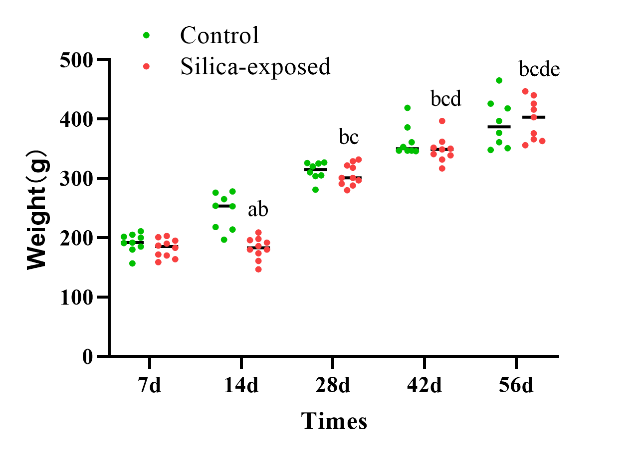 Control
Silica-exposed
500
400
300
200
100
0
Weight(g)
ab
bc
bcd
bcde
7d
14d
28d
42d
56d
Times